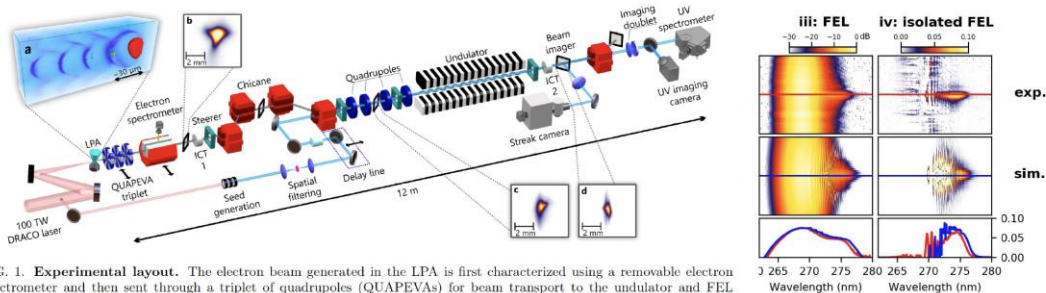 a
~30 μm
b
2 mm
Electron
spectrometer
LPA
QUAPEVA
triplet
ICT
1
Steerer
Chicane
Quadrupoles
Undulator
Beam
imager
ICT
2
Imaging
doublet
UV
spectrometer
UV imaging
camera
Streak camera
Delay line
Spatial
filtering
Seed
generation
100 TW
DRACO laser
12 m
c
2 mm
d
2 mm
G. 1. Experimental layout. The electron beam generated in the LPA is first characterized using a removable electron
ctrometer and then sent through a triplet of quadrupoles (QUAPEVAs) for beam transport to the undulator and FEL
iii: FEL
−30 −20 −10 0 dB
iv: isolated FEL
0.00 0.05 0.10
exp.
sim.
0.10
0.05
0.00
265 270 275 280
Wavelength (nm)
265 270 275 280
Wavelength (nm)